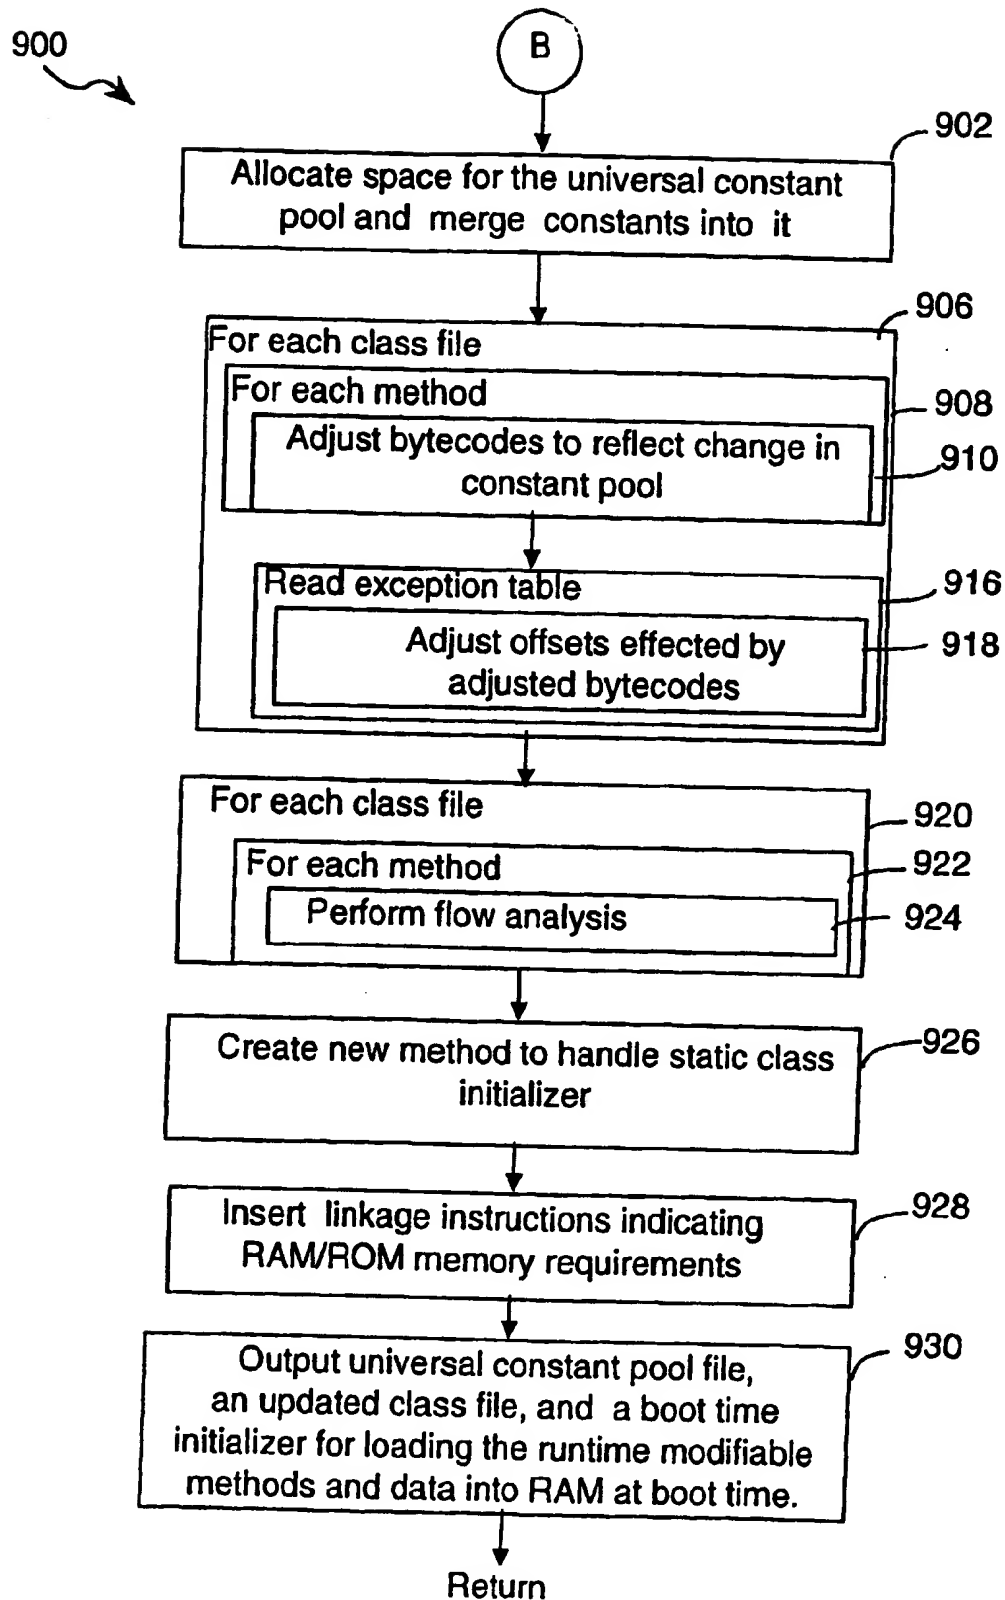 900
B
902
Allocate space for the universal constant
pool and merge constants into it
906
For each class file
For each method
908
Adjust bytecodes to reflect change in
constant pool
910
Read exception table
916
Adjust offsets effected by
adjusted bytecodes
918
For each class file
920
For each method
922
Perform flow analysis
924
Create new method to handle static class
initializer
926
Insert linkage instructions indicating
RAM/ROM memory requirements
928
Output universal constant pool file,
an updated class file, and a boot time
initializer for loading the runtime modifiable
methods and data into RAM at boot time.
930
Return